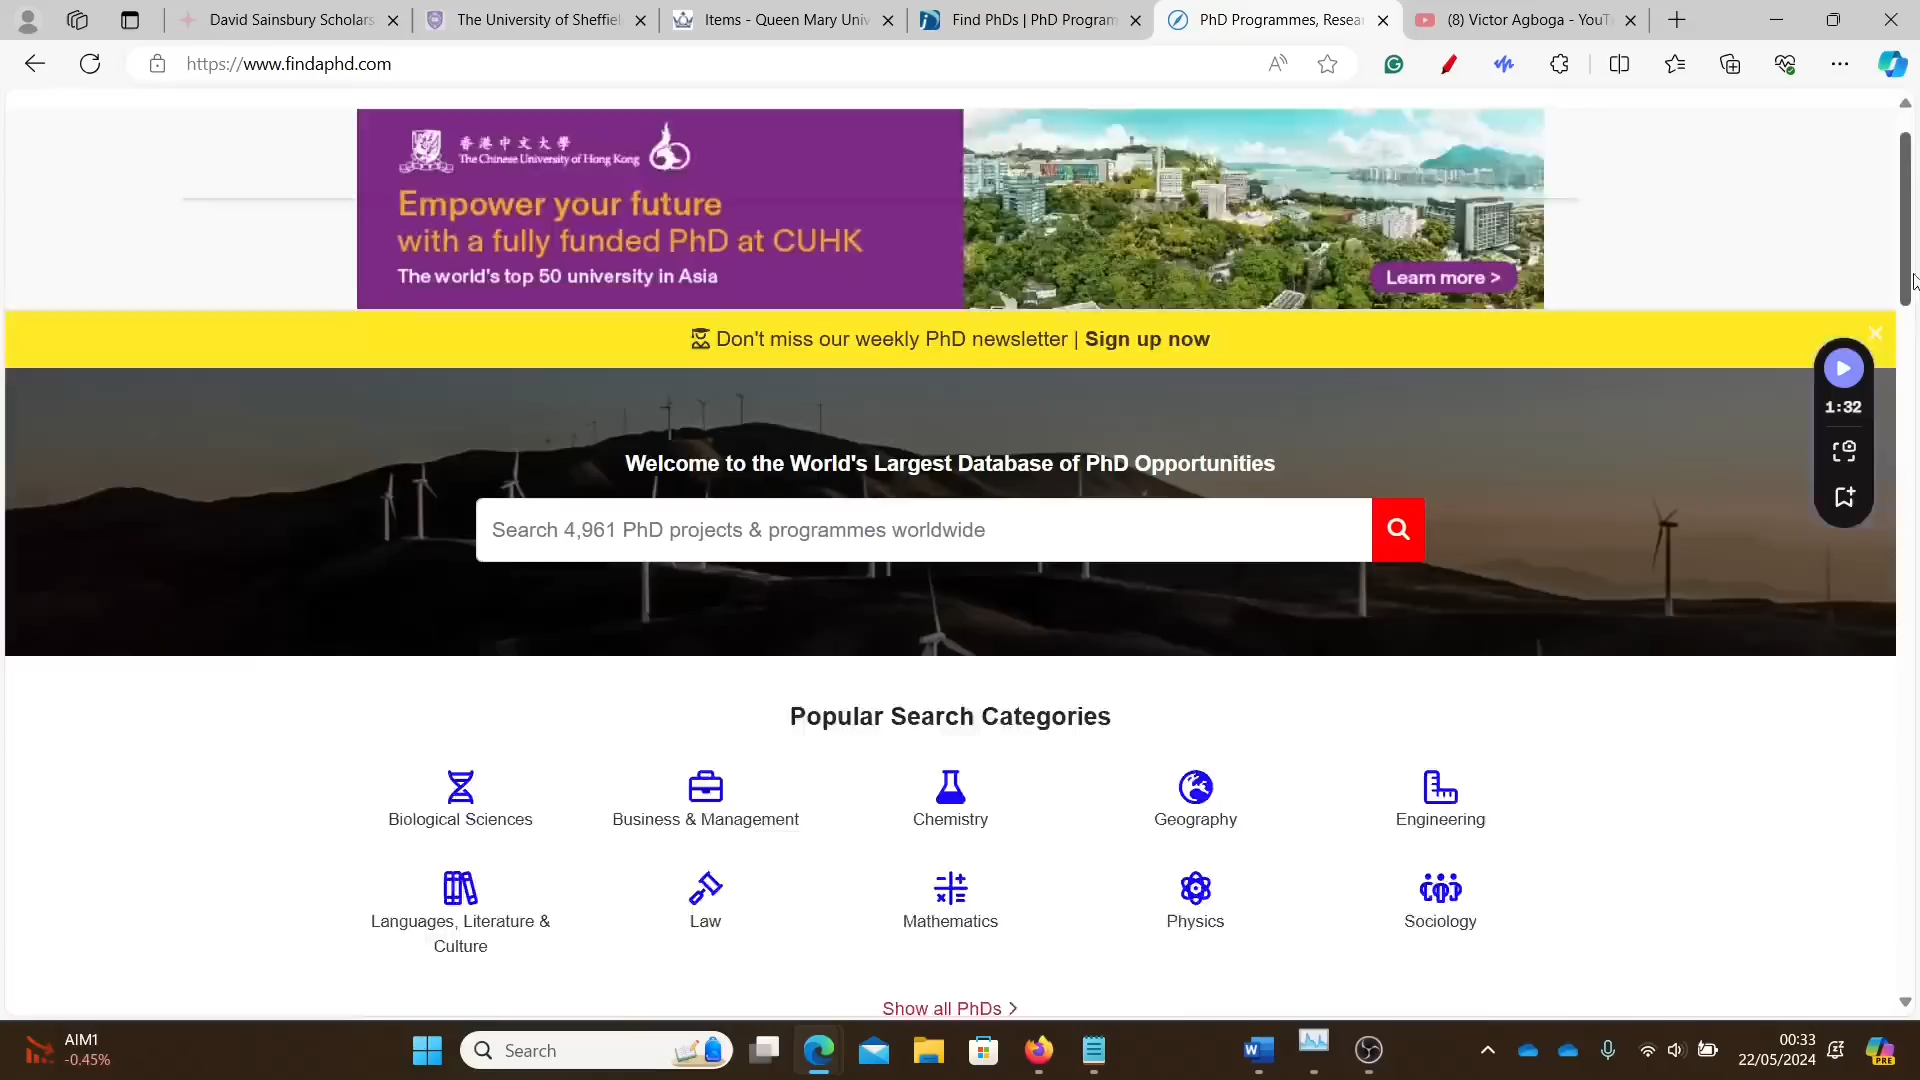 David Sainsbury Scholars
The University of Sheffiel
Items - Queen Mary Univ
Find PhDs | PhD Program
PhD Programmes, Resea
(8) Victor Agboga - YouT
https://www.findaphd.com
香港中文大學
The Chinese University of Hong Kong
Empower your future
with a fully funded PhD at CUHK
The world's top 50 university in Asia
Learn more >
Don't miss our weekly PhD newsletter | Sign up now
1:32
Welcome to the World's Largest Database of PhD Opportunities
Search 4,961 PhD projects & programmes worldwide
Popular Search Categories
Biological Sciences
Business & Management
Chemistry
Geography
Engineering
Languages, Literature &
Culture
Law
Mathematics
Physics
Sociology
Show all PhDs
AIM1
-0.45%
Search
00:33
22/05/2024
PRE